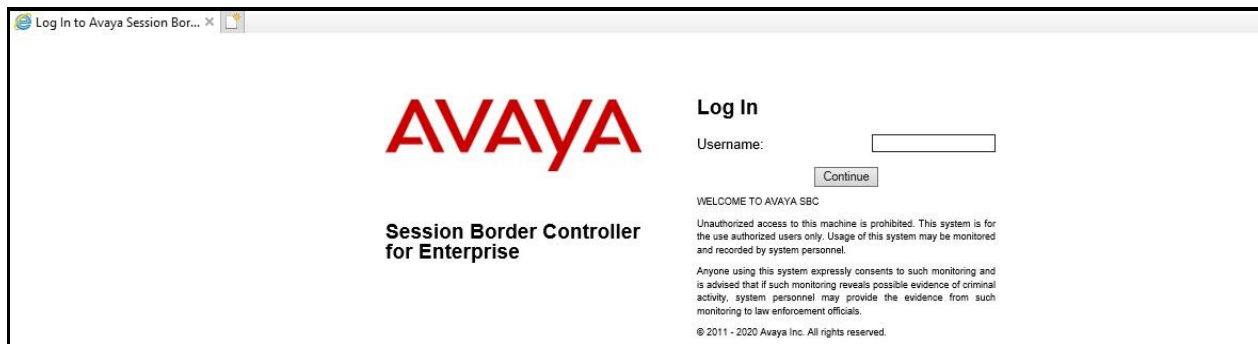 Log In to Avaya Session Bor...
AVAYA
Session Border Controller
for Enterprise
Log In
Username:
Continue
WELCOME TO AVAYA SBC
Unauthorized access to this machine is prohibited. This system is for
the use authorized users only. Usage of this system may be monitored
and recorded by system personnel.
Anyone using this system expressly consents to such monitoring and
is advised that if such monitoring reveals possible evidence of criminal
activity, system personnel may provide the evidence from such
monitoring to law enforcement officials.
© 2011 - 2020 Avaya Inc. All rights reserved.